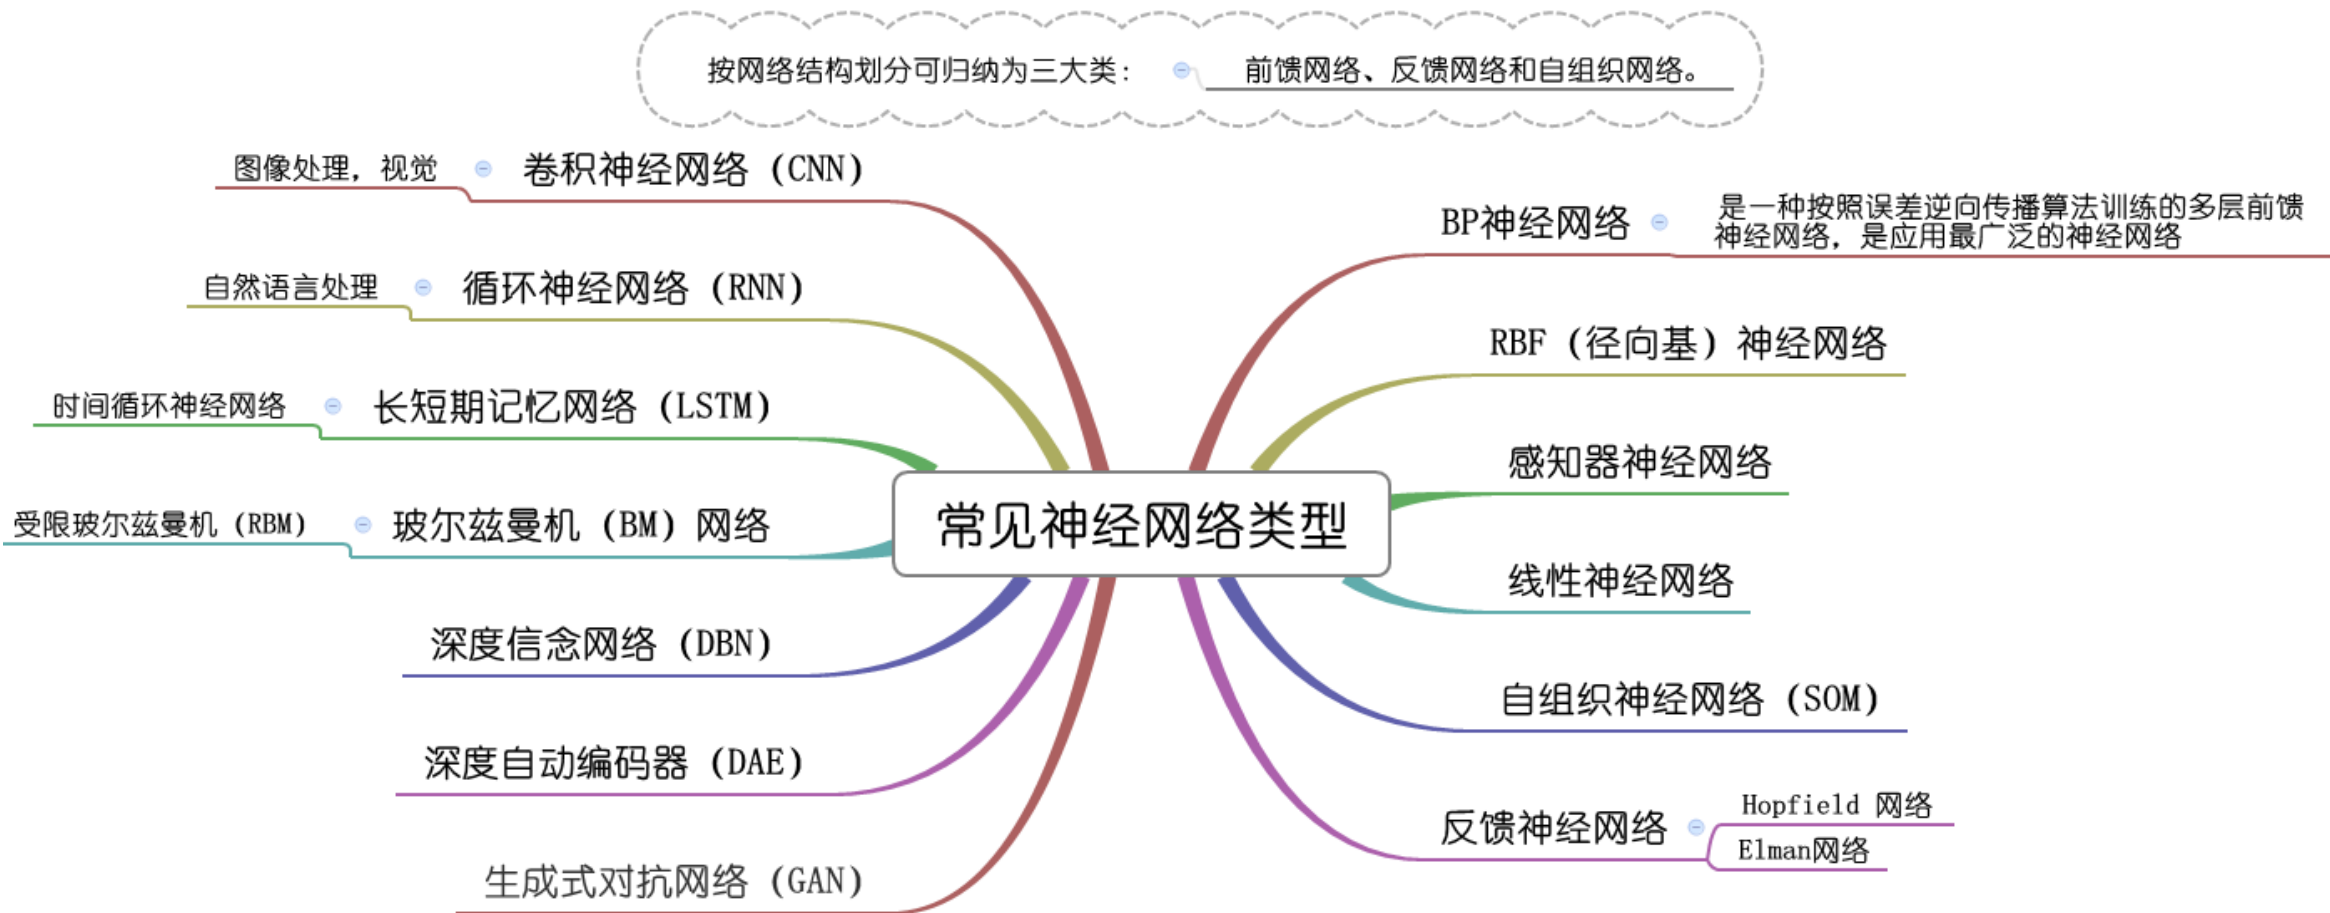 按网络结构划分可归纳为三大类：
前馈网络、反馈网络和自组织网络。
图像处理，视觉
卷积神经网络（CNN）
自然语言处理
循环神经网络（RNN）
时间循环神经网络
长短期记忆网络（LSTM）
受限玻尔兹曼机（RBM）
玻尔兹曼机（BM）网络
深度信念网络（DBN）
深度自动编码器（DAE）
生成式对抗网络（GAN）
常见神经网络类型
BP神经网络
是一种按照误差逆向传播算法训练的多层前馈
神经网络，是应用最广泛的神经网络
RBF（径向基）神经网络
感知器神经网络
线性神经网络
自组织神经网络（SOM）
反馈神经网络
Hopfield 网络
Elman网络